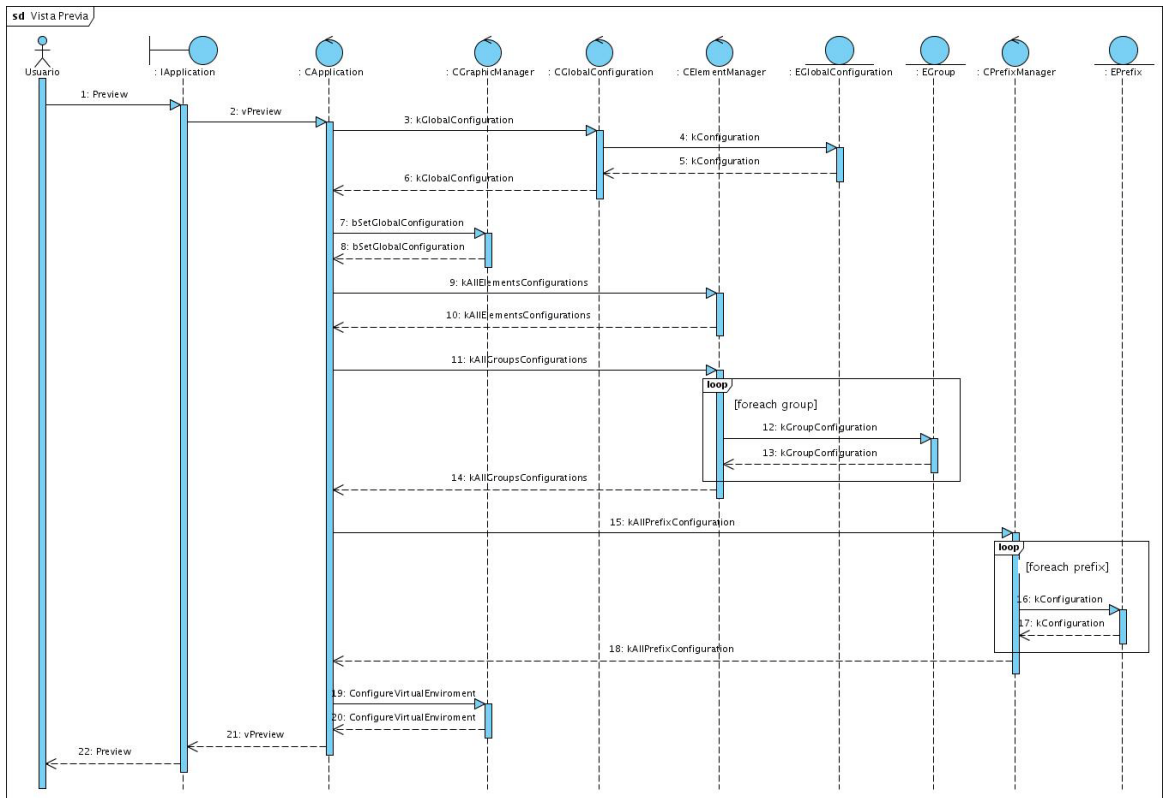 sd Vista Previa
Usuario
: IApplication
: CApplication
: CGraphicManager
: CGlobalConfiguration
: CElementManager
: EGlobalConfiguration
: EGroup
: CPrefixManager
: EPrefix
1: Preview
2: vPreview
3: kGlobalConfiguration
4: kConfiguration
5: kConfiguration
6: kGlobalConfiguration
7: bSetGlobalConfiguration
8: bSetGlobalConfiguration
9: kAllElementsConfigurations
10: kAllElementsConfigurations
11: kAllGroupsConfigurations
loop
[foreach group]
12: kGroupConfiguration
13: kGroupConfiguration
14: kAllGroupsConfigurations
15: kAllPrefixConfiguration
loop
[foreach prefix]
16: kConfiguration
17: kConfiguration
18: kAllPrefixConfiguration
19: ConfigureVirtualEnviroment
20: ConfigureVirtualEnviroment
21: vPreview
22: Preview